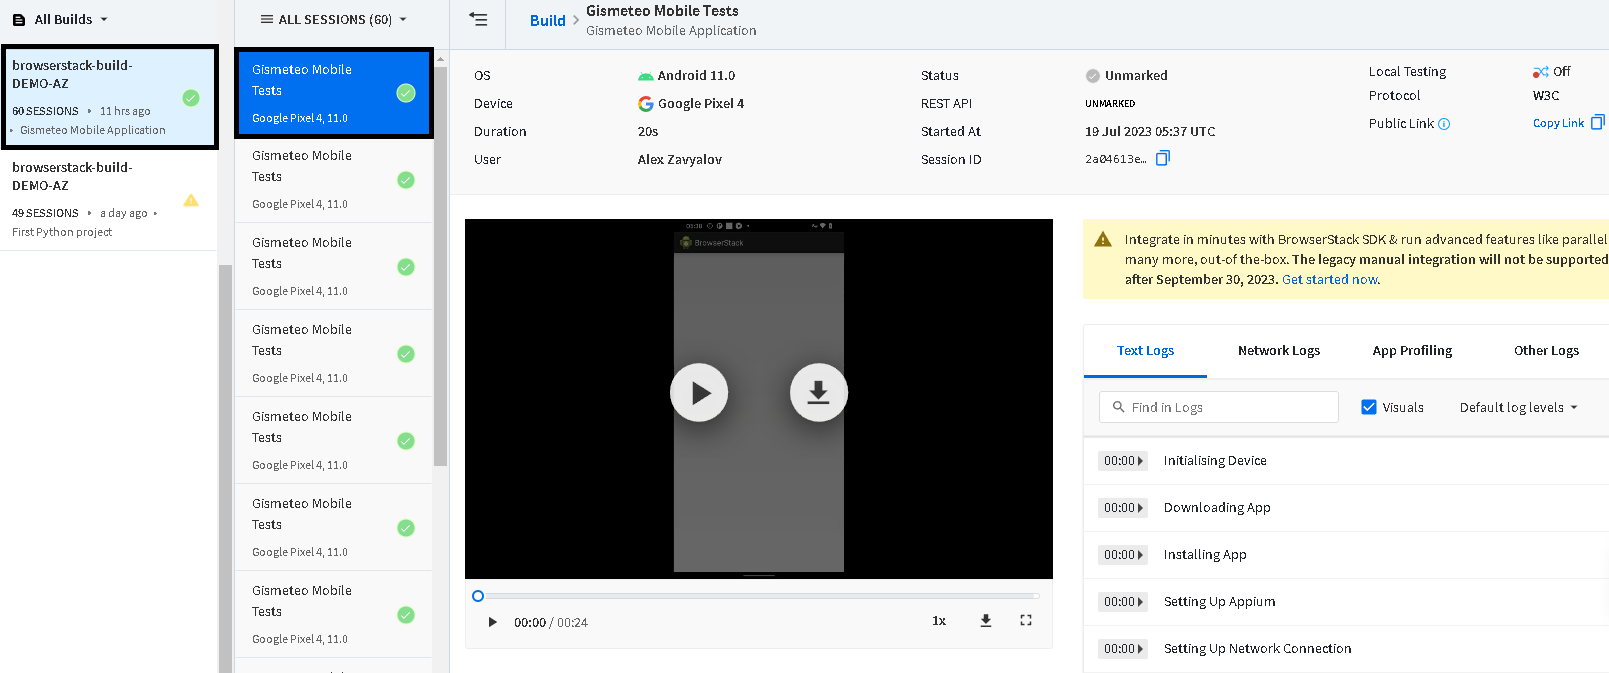 All Builds
browserstack-build-
DEMO-AZ
60 SESSIONS • 11 hrs ago
• Gismeteo Mobile Application
browserstack-build-
DEMO-AZ
49 SESSIONS • a day ago •
First Python project
ALL SESSIONS (60)
Gismeteo Mobile
Tests
Google Pixel 4, 11.0
Gismeteo Mobile
Tests
Google Pixel 4, 11.0
Gismeteo Mobile
Tests
Google Pixel 4, 11.0
Gismeteo Mobile
Tests
Google Pixel 4, 11.0
Gismeteo Mobile
Tests
Google Pixel 4, 11.0
Gismeteo Mobile
Tests
Google Pixel 4, 11.0
Gismeteo Mobile
Tests
Google Pixel 4, 11.0
Build > Gismeteo Mobile Tests
Gismeteo Mobile Application
OS Android 11.0
Device Google Pixel 4
Duration 20s
User Alex Zavyalov
Status Unmarked
REST API UNMARKED
Started At 19 Jul 2023 05:37 UTC
Session ID 2a04613e…
Local Testing Off
Protocol W3C
Public Link Copy Link
BrowserStack
00:00 / 00:24
1x
Integrate in minutes with BrowserStack SDK & run advanced features like parallel
many more, out-of the-box. The legacy manual integration will not be supported
after September 30, 2023. Get started now.
Text Logs Network Logs App Profiling Other Logs
Find in Logs Visuals Default log levels
00:00 Initialising Device
00:00 Downloading App
00:00 Installing App
00:00 Setting Up Appium
00:00 Setting Up Network Connection